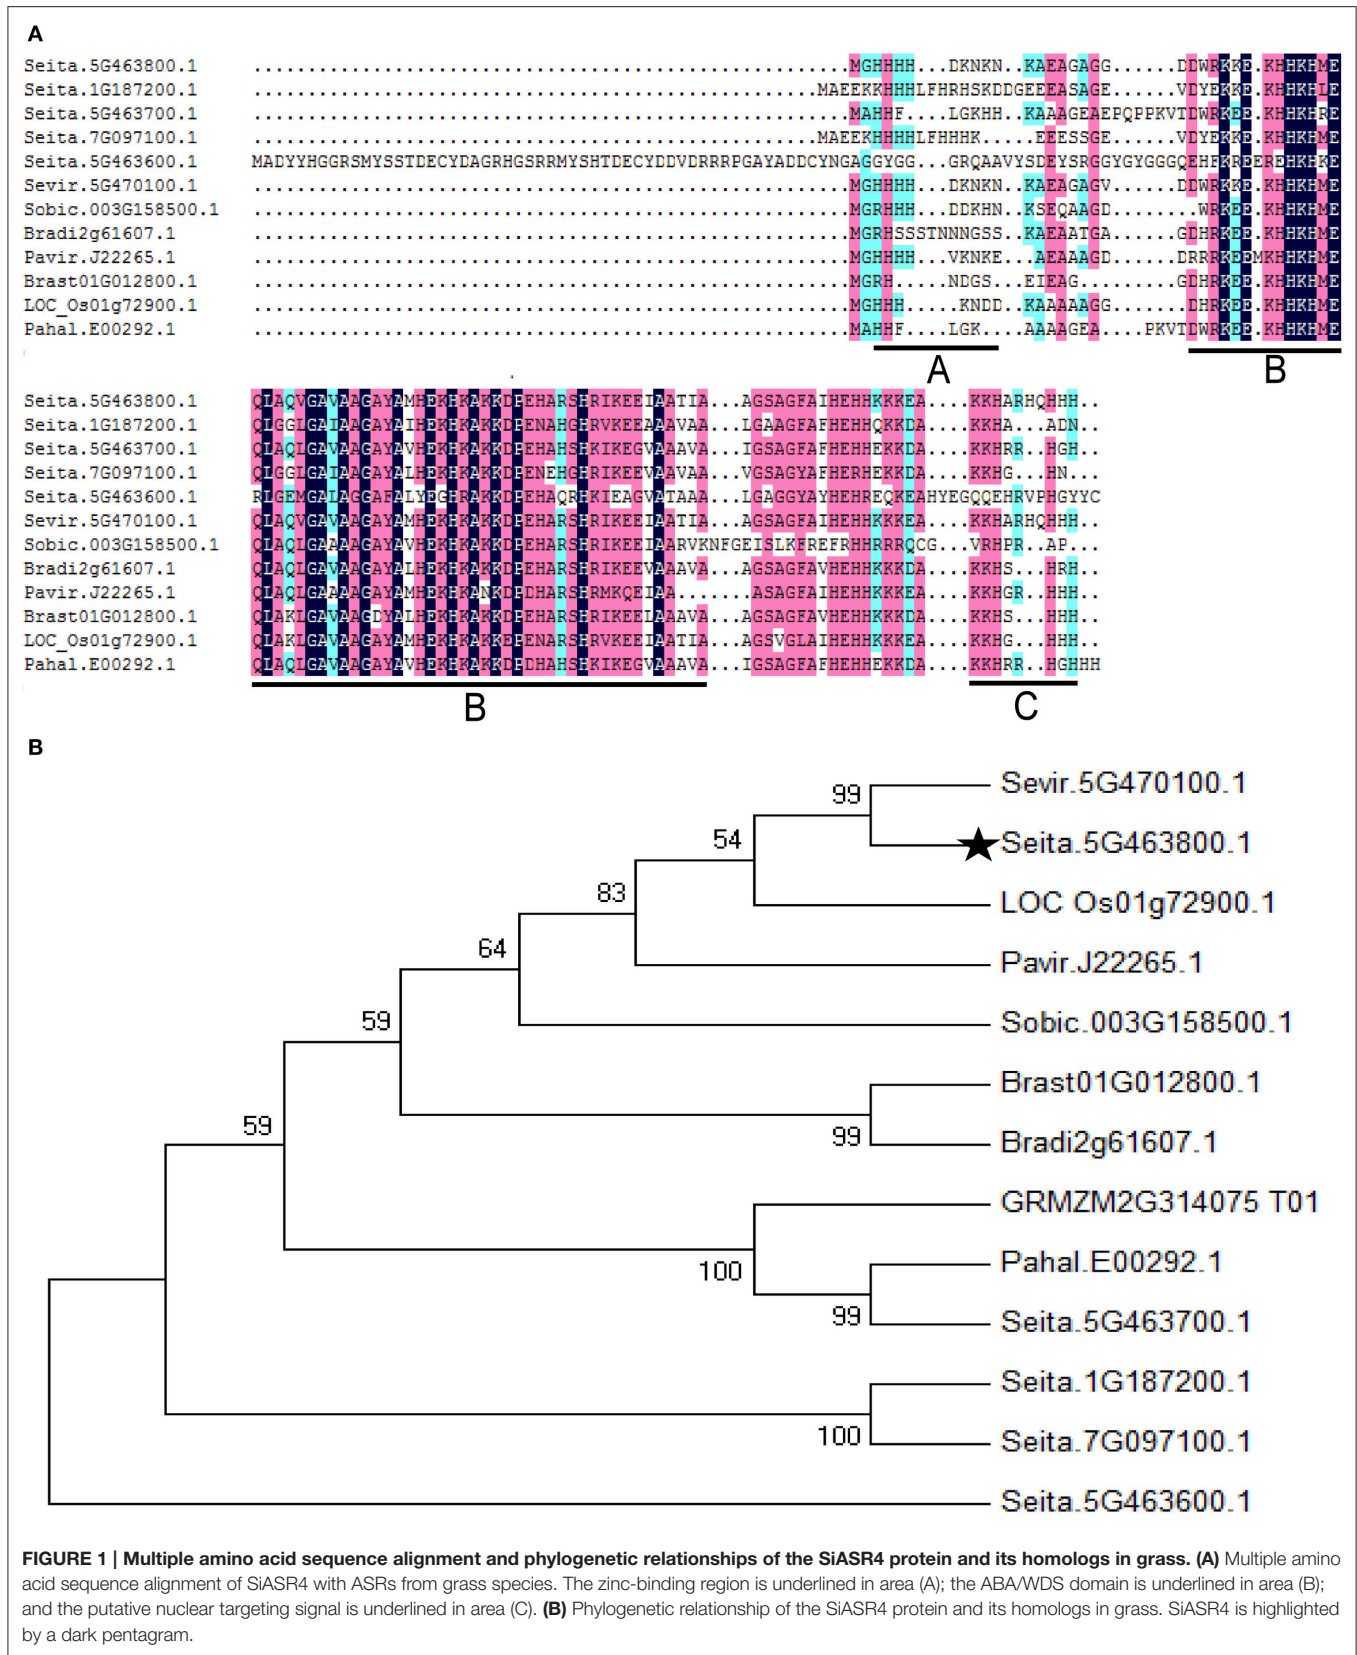 A
Seita.5G463800.1 .......................................................MGHHHH...DKNKN..KAEAGAGG......DDWRKKE.KHHKHME
Seita.1G187200.1 ....................................................MAEEKKHHHLFHRHSKDDGEEEASAGE......VDYEKKE.KHHKHLE
Seita.5G463700.1 .......................................................MAHHF....LGKHH..KAAAGEAEPQPPKVTDWRKEE.KHHKHRE
Seita.7G097100.1 ....................................................MAEEKHHHHLFHHHK.....EEESSGE......VDYEKKE.KHHKHME
Seita.5G463600.1 MADYYHGGRSMYSSTDECYDAGRHGSRRMYSHTDECYDDVDRRRPGAYADDCYNGAGGYGG...GRQAAVYSDEYSRGGYGYGGGQEHFKREEREHHKE
Sevir.5G470100.1 .......................................................MGHHHH...DKNKN..KAEAGAGV......DDWRKKE.KHHKHME
Sobic.003G158500.1 .......................................................MGRHHH...DDKHN..KSEQAAGD........WRKEE.KHHKHME
Bradi2g61607.1 .......................................................MGRHSSSTNNNGSS..KAEAATGA......GDHRKEE.KHHKHME
Pavir.J22265.1 .......................................................MGHHHH...VKNKE...AEAAAGD......DRRRKEEMKHHKHME
Brast01G012800.1 .......................................................MGRH.....NDGS...EIEAG.........GDHRKEE.KHHKHME
LOC_Os01g72900.1 .......................................................MGHHH.....KNDD..KAAAAAGG.......DHRKEE.KHHKHME
Pahal.E00292.1 .......................................................MAHHF....LGK....AAAAGEA....PKVTDWRKEE.KHHKHME
A
B
Seita.5G463800.1 QLAQVGAVAAGAYAMHEKHKAKKDPEHARSHRIKEEIAATIA...AGSAGFAIHEHHKKKEA....KKHARHQHHH..
Seita.1G187200.1 QLGGLGAIAAGAYAIHEKHKAKKDPENAHGHRVKEEAAAVAA...LGAAGFAFHEHHQKKDA....KKHA...ADN..
Seita.5G463700.1 QLAQLGAVAAGAYAVHEKHKAKKDPEHAHSHKIKEGVAAAVA...IGSAGFAFHEHHEKKDA....KKHRR..HGH..
Seita.7G097100.1 QLGGLGAIAAGAYALHEKHKAKKDPENEHGHRIKEEVAAVAA...VGSAGYAFHERHEKKDA....KKHG...HN...
Seita.5G463600.1 RLGEMGALAGGAFALYEGHRAKKDPEHAQRHKIEAGVATAAA...LGAGGYAYHEHREQKEAHYEGQQEHRVPHGYYC
Sevir.5G470100.1 QLAQVGAVAAGAYAMHEKHKAKKDPEHARSHRIKEEIAATIA...AGSAGFAIHEHHKKKEA....KKHARHQHHH..
Sobic.003G158500.1 QLAQLGAAAAGAYAVHEKHKAKKDPEHARSHRIKEEIAARVKNFGEISLKFREFRHHRRRQCG...VRHPR..AP...
Bradi2g61607.1 QLAKLGAVAAGAYALHEKHKAKKDPEHARSHRIKEEVAAAVA...AGSAGFAVHEHHKKKDA....KKHS...HRH..
Pavir.J22265.1 QLAQLGAAAAGAYAMHEKHKANKDPDHARSHRMKQEIAA.......ASAGFAIHEHHKKKDA....KKHGR..HHH..
Brast01G012800.1 QLAKLGAVAAGDYALHEKHKAKKDPEHARSHRIKEELAAAVA...AGSAGFAVHEHHKKKDA....KKHS...HHH..
LOC_Os01g72900.1 QLAKLGAVAAGAYAMHEKHKAKKEPENARSHRVKEEIAATIA...AGSVGLAIHEHHKKKEA....KKHG...HHH..
Pahal.E00292.1 QLAQLGAVAAGAYAVHEKHKAKKDPDHAHSHKIKEGVAAAVA...IGSAGFAFHEHHEKKDA....KKHRR..HGHHH
B
C
B
99
Sevir.5G470100.1
54
Seita.5G463800.1
83
LOC Os01g72900.1
64
Pavir.J22265.1
59
Sobic.003G158500.1
Brast01G012800.1
59
99
Bradi2g61607.1
GRMZM2G314075 T01
100
Pahal.E00292.1
99
Seita.5G463700.1
Seita.1G187200.1
100
Seita.7G097100.1
Seita.5G463600.1
FIGURE 1 | Multiple amino acid sequence alignment and phylogenetic relationships of the SiASR4 protein and its homologs in grass. (A) Multiple amino
acid sequence alignment of SiASR4 with ASRs from grass species. The zinc-binding region is underlined in area (A); the ABA/WDS domain is underlined in area (B);
and the putative nuclear targeting signal is underlined in area (C). (B) Phylogenetic relationship of the SiASR4 protein and its homologs in grass. SiASR4 is highlighted
by a dark pentagram.